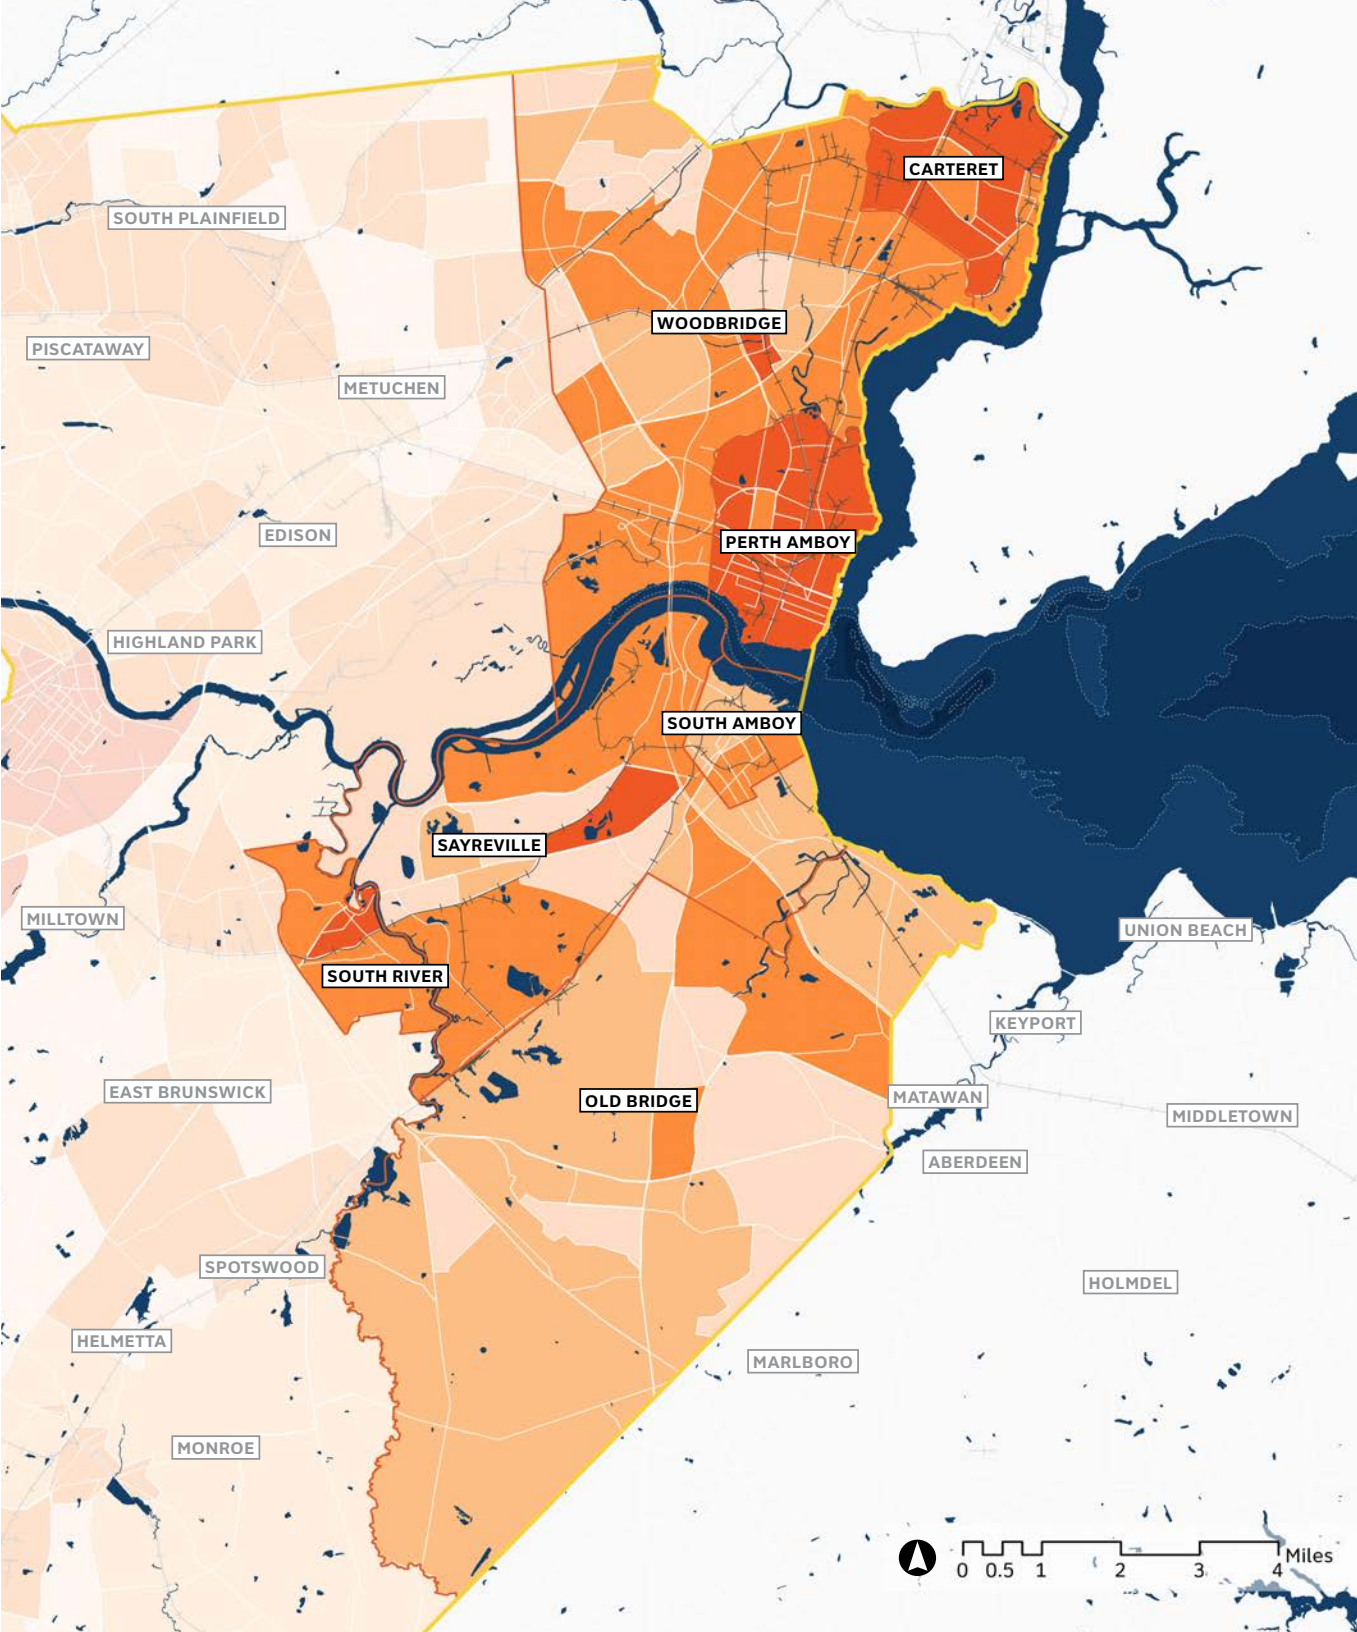 CARTERET
SOUTH PLAINFIELD
WOODBRIDGE
PISCATAWAY
METUCHEN
EDISON
PERTH AMBOY
HIGHLAND PARK
SOUTH AMBOY
SAYREVILLE
MILLTOWN
UNION BEACH
SOUTH RIVER
KEYPORT
EAST BRUNSWICK
OLD BRIDGE
MATAWAN
MIDDLETOWN
ABERDEEN
SPOTSWOOD
HOLMDEL
HELMETTA
MARLBORO
MONROE
0 0.5 1 2 3 4 Miles